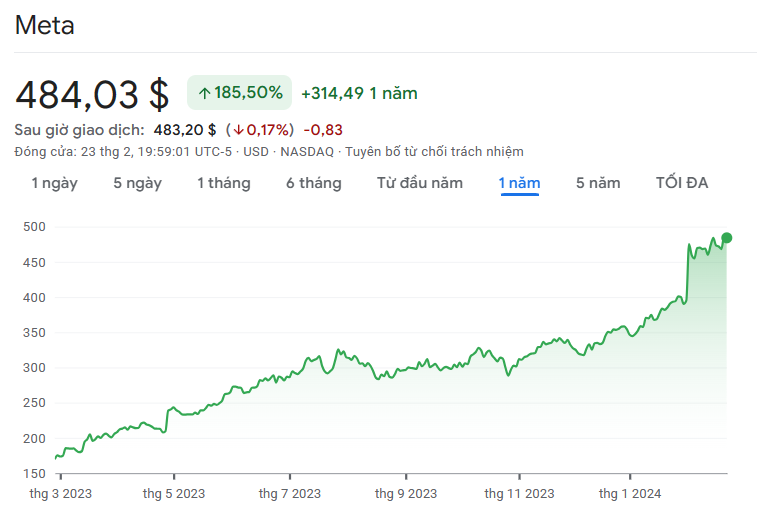 Meta
484,03 $ ↑185,50% +314,49 1 năm
Sau giờ giao dịch: 483,20 $ (↓0,17%) -0,83
Đóng cửa: 23 thg 2, 19:59:01 UTC-5 · USD · NASDAQ · Tuyên bố từ chối trách nhiệm
1 ngày 5 ngày 1 tháng 6 tháng Từ đầu năm 1 năm 5 năm TỐI ĐA
500
450
400
350
300
250
200
150
thg 3 2023 thg 5 2023 thg 7 2023 thg 9 2023 thg 11 2023 thg 1 2024